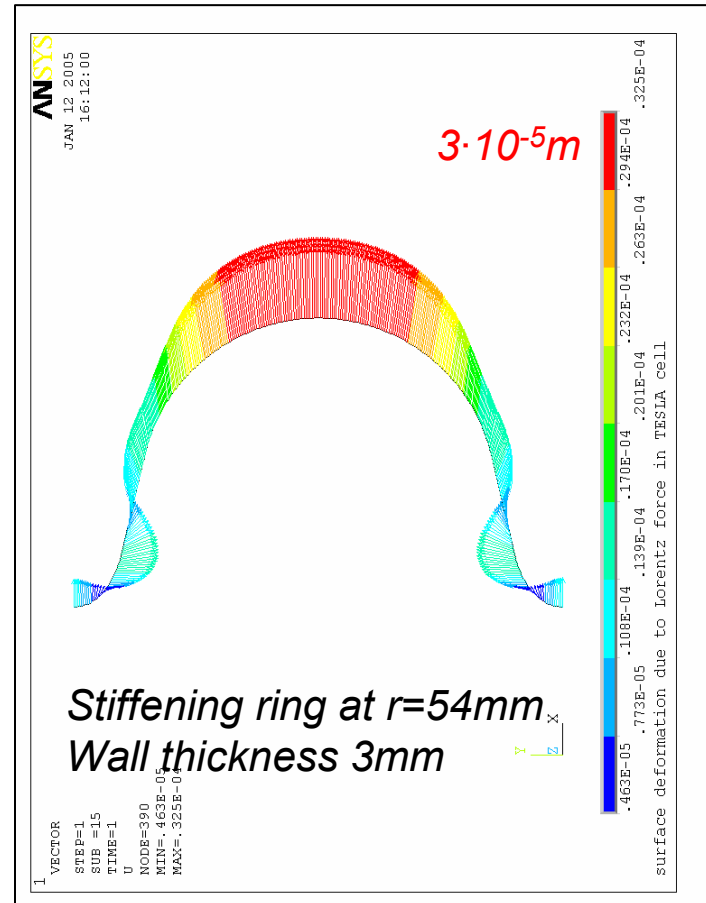 ANSYS
JAN 12 2005
16:12:00
3·10⁻⁵m
Stiffening ring at r=54mm
Wall thickness 3mm
1
VECTOR
STEP=1
SUB =15
TIME=1
U
NODE=390
MIN=.463E-05
MAX=.325E-04
Y
Z
X
.463E-05
.773E-05
.108E-04
.139E-04
.170E-04
.201E-04
.232E-04
.263E-04
.294E-04
.325E-04
surface deformation due to Lorentz force in TESLA cell